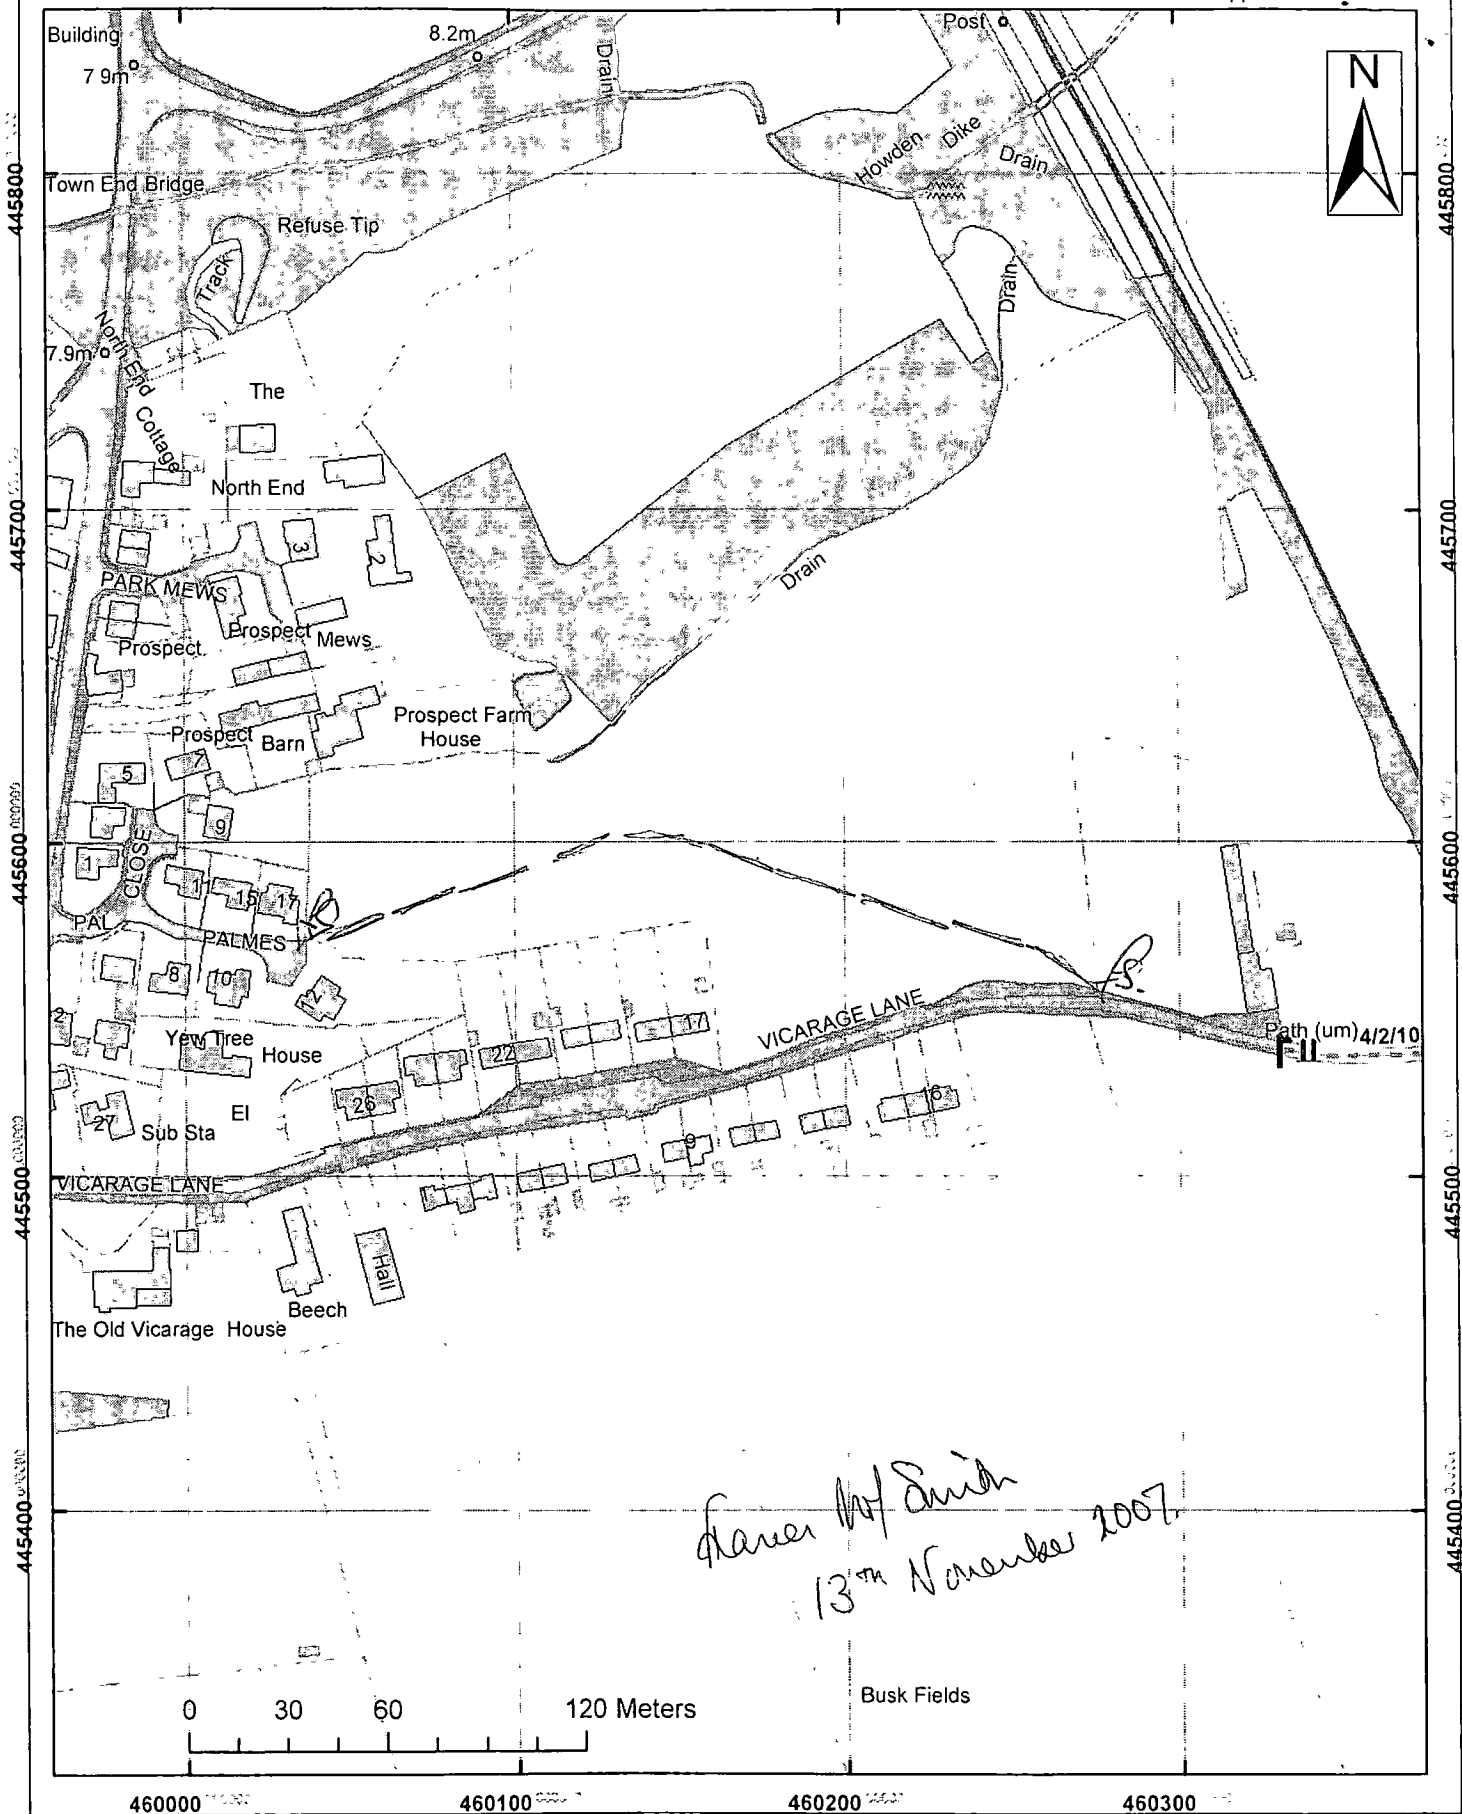 Building
7 9m
8.2m
Drain
Post
N
Howden Dike
Drain
445800
445800
Town End Bridge
Refuse Tip
Track
Drain
7.9m
North End Cottage
The
North End
445700
445700
3
2
Drain
PARK MEWS
Prospect
Prospect Mews
Prospect Farm
House
Prospect Barn
5
7
9
445600
445600
1
CLOSE
11
15
17
PAL
PALMES
8
10
12
2
Yew Tree
House
22
17
VICARAGE LANE
Path (um) 4/2/10
26
El
27
Sub Sta
16
9
VICARAGE LANE
445500
445500
Hall
Beech
The Old Vicarage House
Smith
13th November 2007
445400
445400
Busk Fields
0 30 60 120 Meters
460000
460100
460200
460300